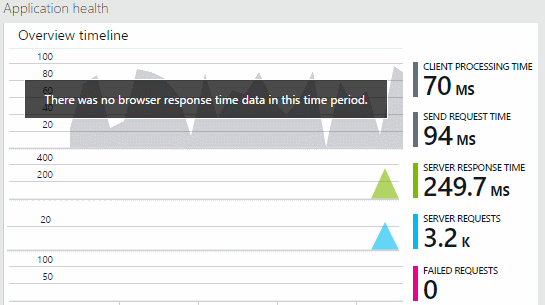 Application health
Overview timeline
100
80
60
40
20
There was no browser response time data in this time period.
400
200
20
100
50
CLIENT PROCESSING TIME
70 MS
SEND REQUEST TIME
94 MS
SERVER RESPONSE TIME
249.7 MS
SERVER REQUESTS
3.2 K
FAILED REQUESTS
0